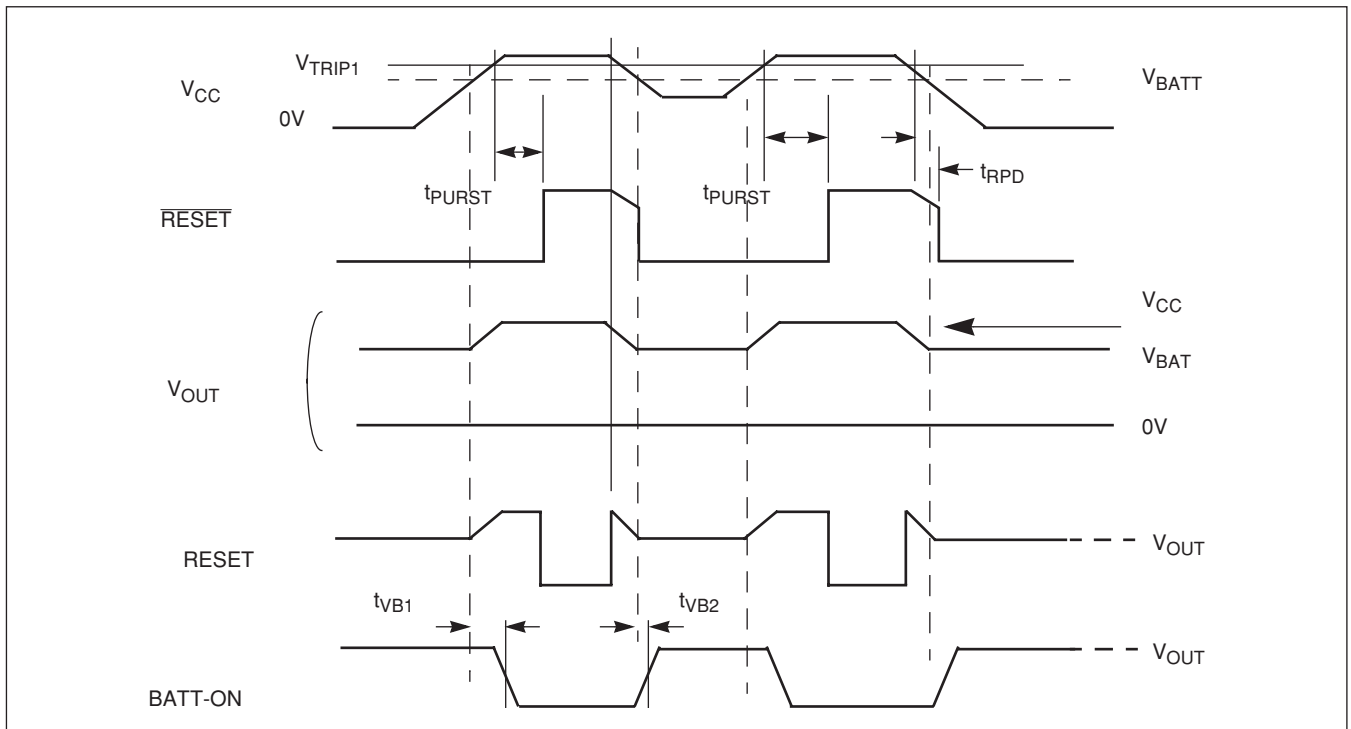 VTRIP1
VCC
VBATT
0V
tPURST
tPURST
tRPD
RESET
VCC
VBAT
VOUT
0V
RESET
VOUT
tVB1
tVB2
VOUT
BATT-ON